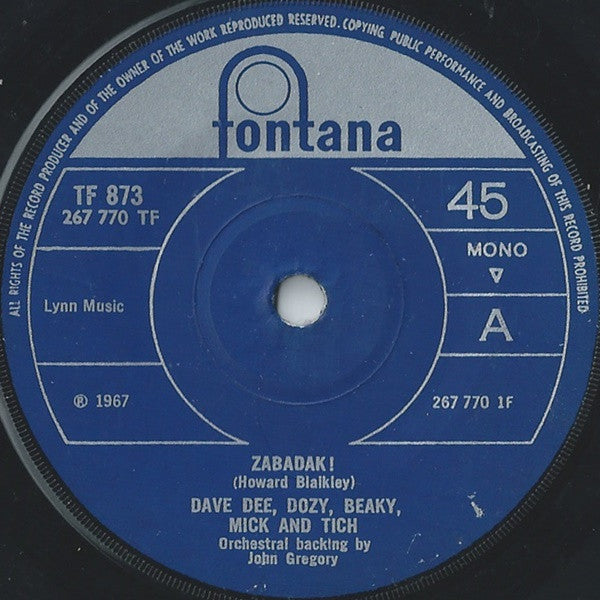 ALL RIGHTS OF THE RECORD PRODUCER AND OF THE OWNER OF THE WORK REPRODUCED RESERVED. COPYING, PUBLIC PERFORMANCE AND BROADCASTING OF THIS RECORD PROHIBITED
fontana
TF 873
267 770 TF
45
MONO
Lynn Music
A
℗ 1967
267 770 1F
ZABADAK!
(Howard Blaikley)
DAVE DEE, DOZY, BEAKY,
MICK AND TICH
Orchestral backing by
John Gregory